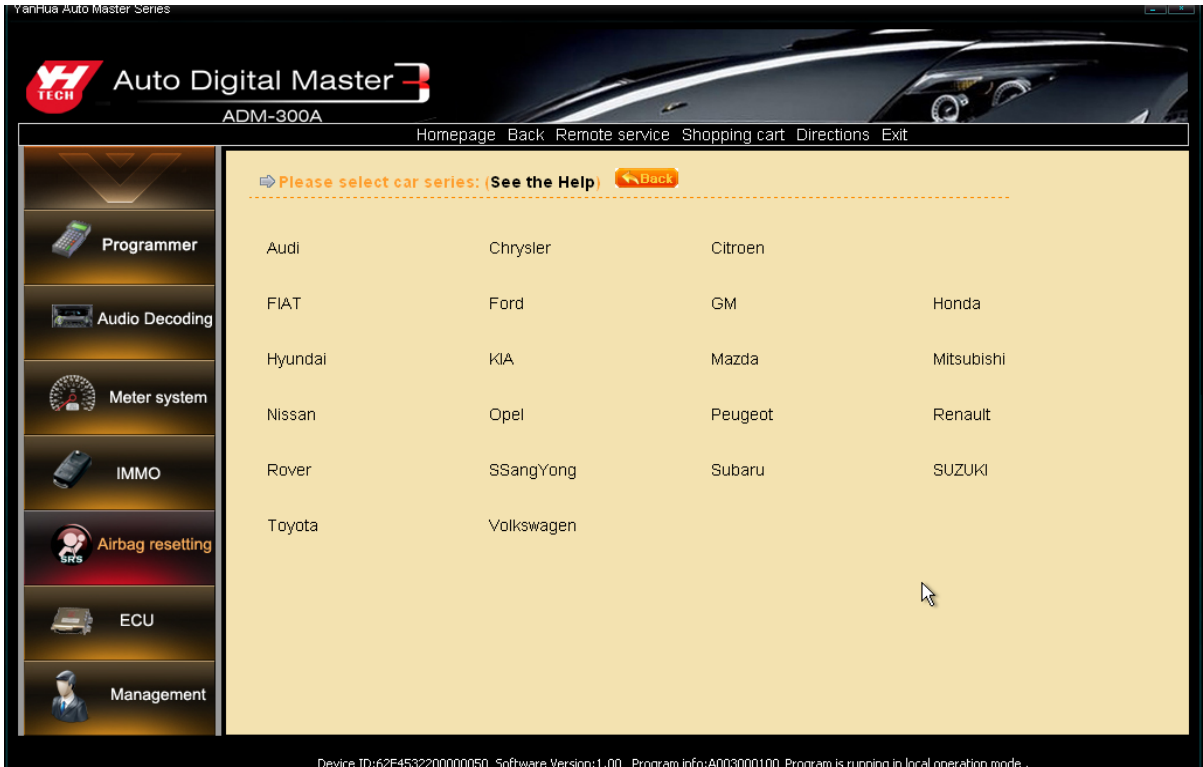 YanHua Auto Master Series
YH
TECH
Auto Digital Master 3
ADM-300A
Homepage Back Remote service Shopping cart Directions Exit
Please select car series: (See the Help) Back
Programmer
Audi Chrysler Citroen
FIAT Ford GM Honda
Audio Decoding
Hyundai KIA Mazda Mitsubishi
Meter system
Nissan Opel Peugeot Renault
IMMO
Rover SSangYong Subaru SUZUKI
Toyota Volkswagen
Airbag resetting
SRS
ECU
Management
Device ID:62E4532200000050 Software Version:1.00 Program info:A003000100 Program is running in local operation mode .